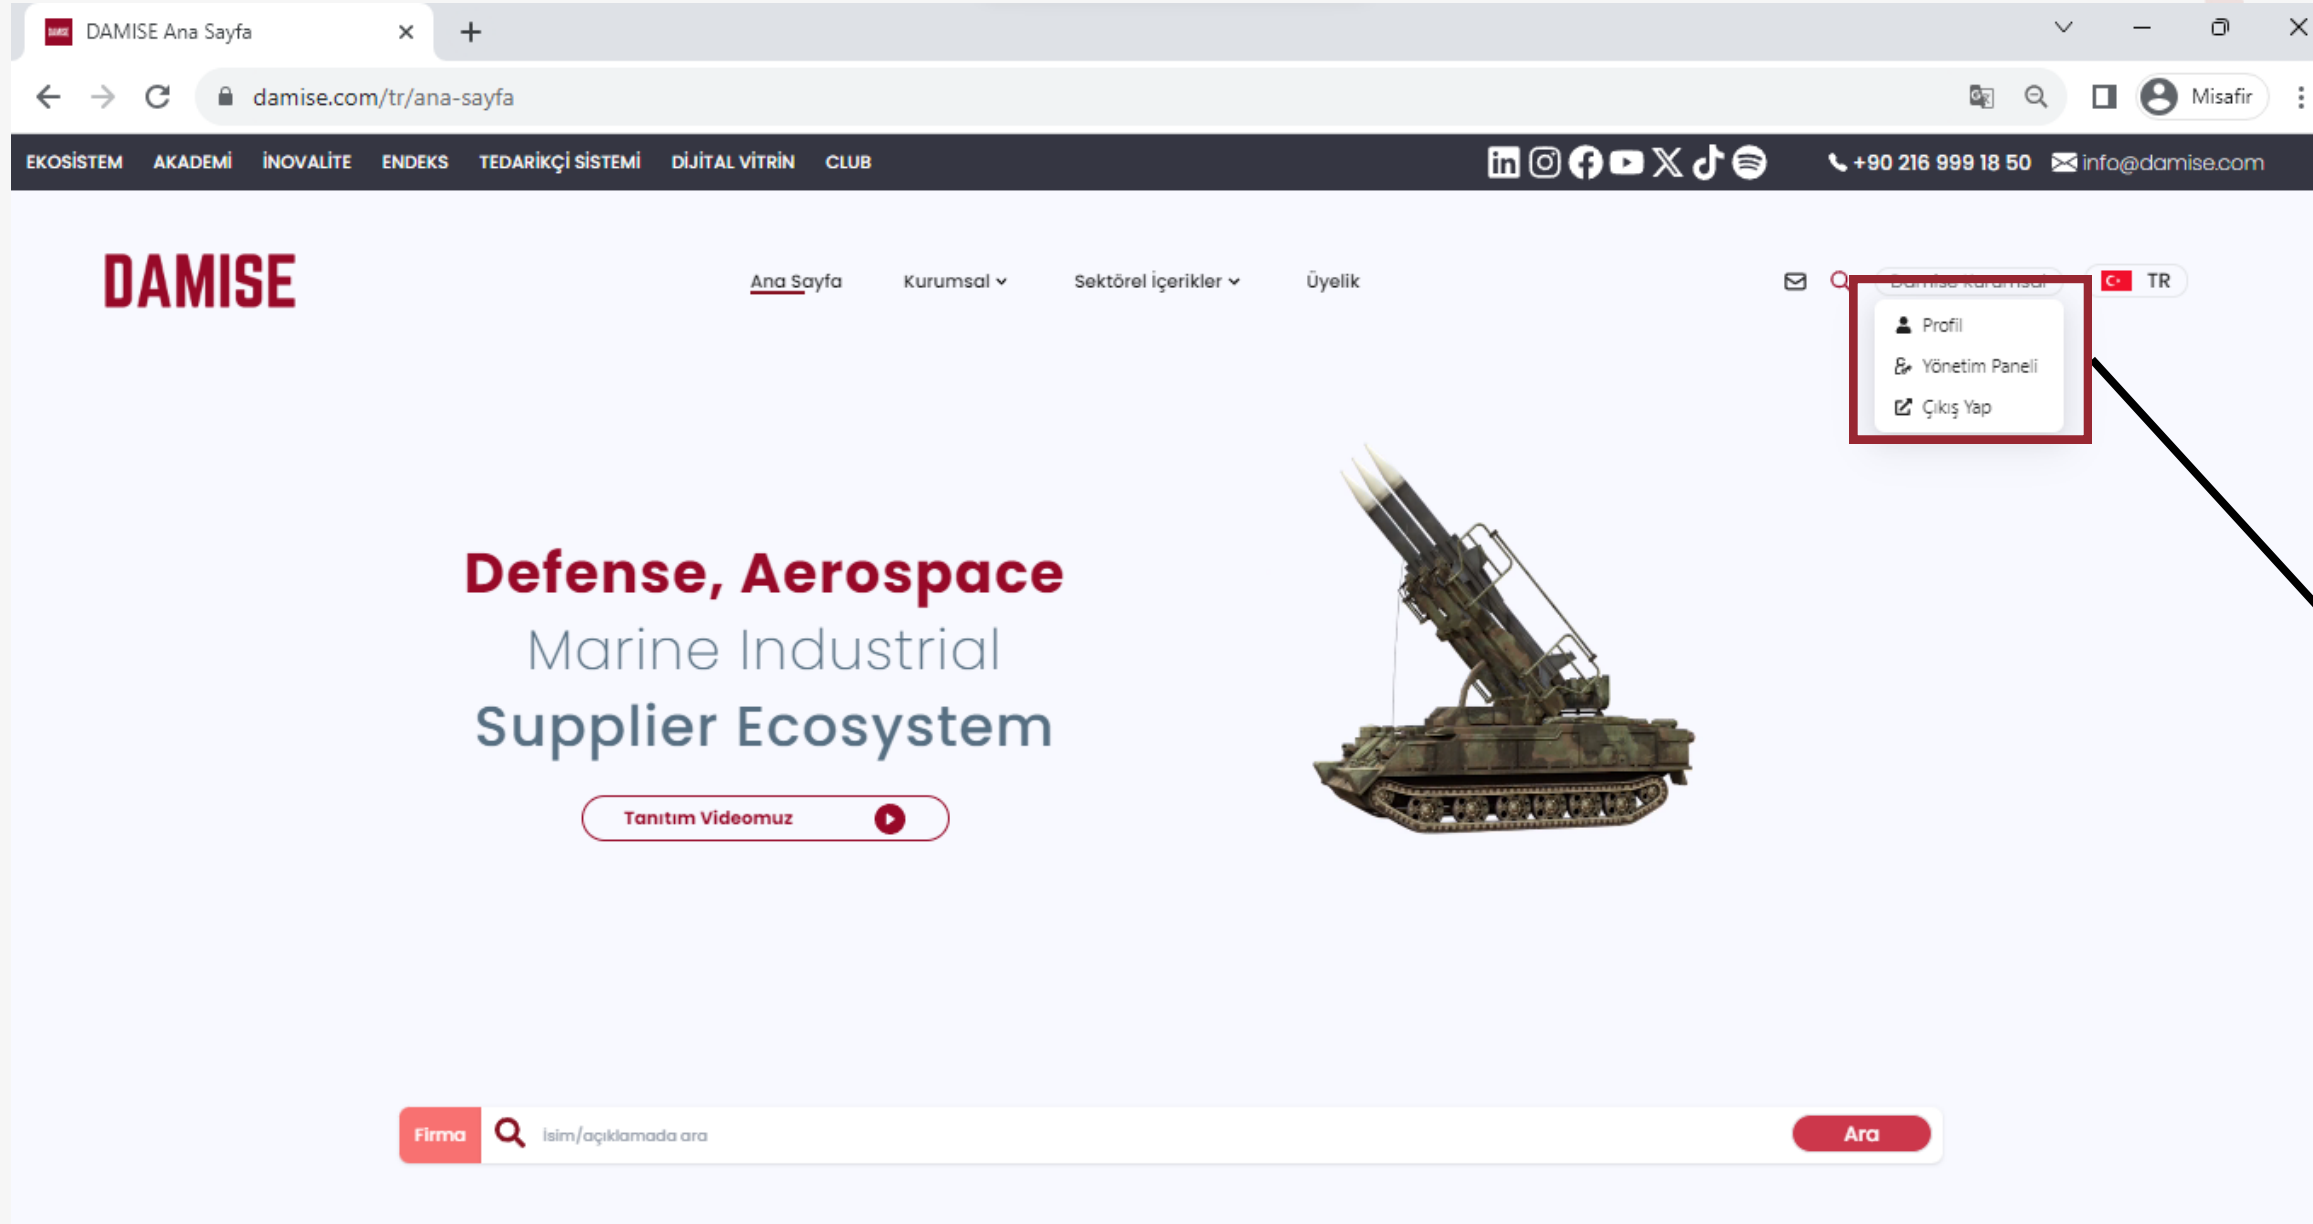 DAMISE Ana Sayfa
damise.com/tr/ana-sayfa
Misafir
EKOSİSTEM AKADEMİ İNOVALİTE ENDEKS TEDARİKÇİ SİSTEMİ DİJİTAL VİTRİN CLUB +90 216 999 18 50 info@damise.com
DAMISE
Ana Sayfa Kurumsal Sektörel İçerikler Üyelik Damise Kurumsal TR
Profil
Yönetim Paneli
Çıkış Yap
Defense, Aerospace
Marine Industrial
Supplier Ecosystem
Tanıtım Videomuz
Firma İsim/açıklamada ara Ara